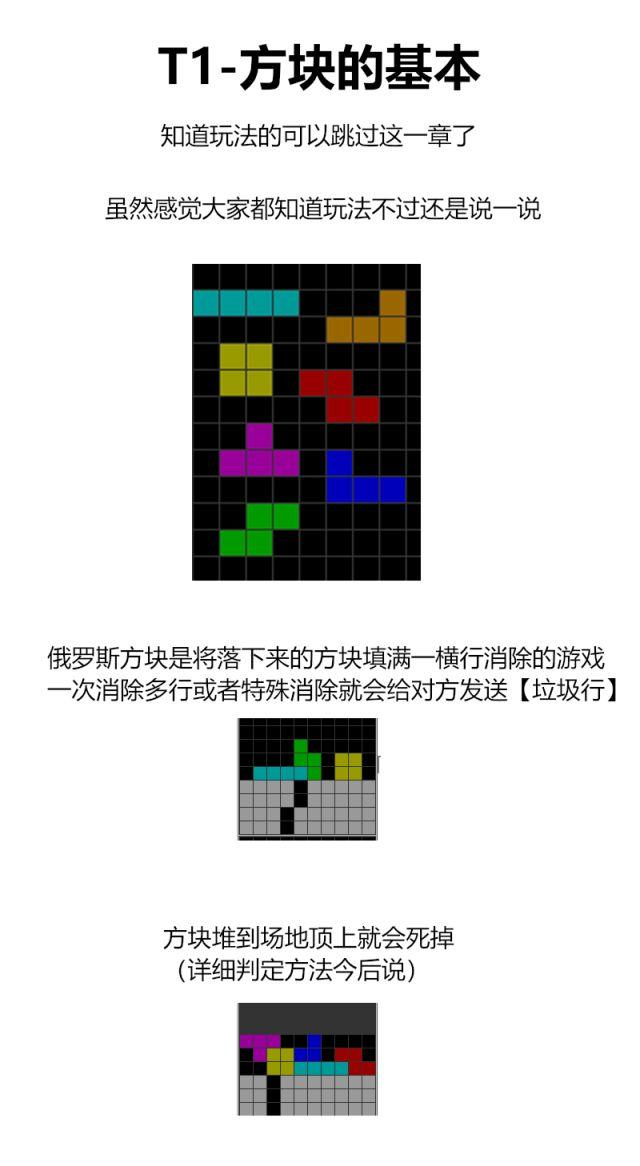 T1-方块的基本
知道玩法的可以跳过这一章了
虽然感觉大家都知道玩法不过还是说一说
俄罗斯方块是将落下来的方块填满一横行消除的游戏
一次消除多行或者特殊消除就会给对方发送【垃圾行】
方块堆到场地顶上就会死掉
（详细判定方法今后说）